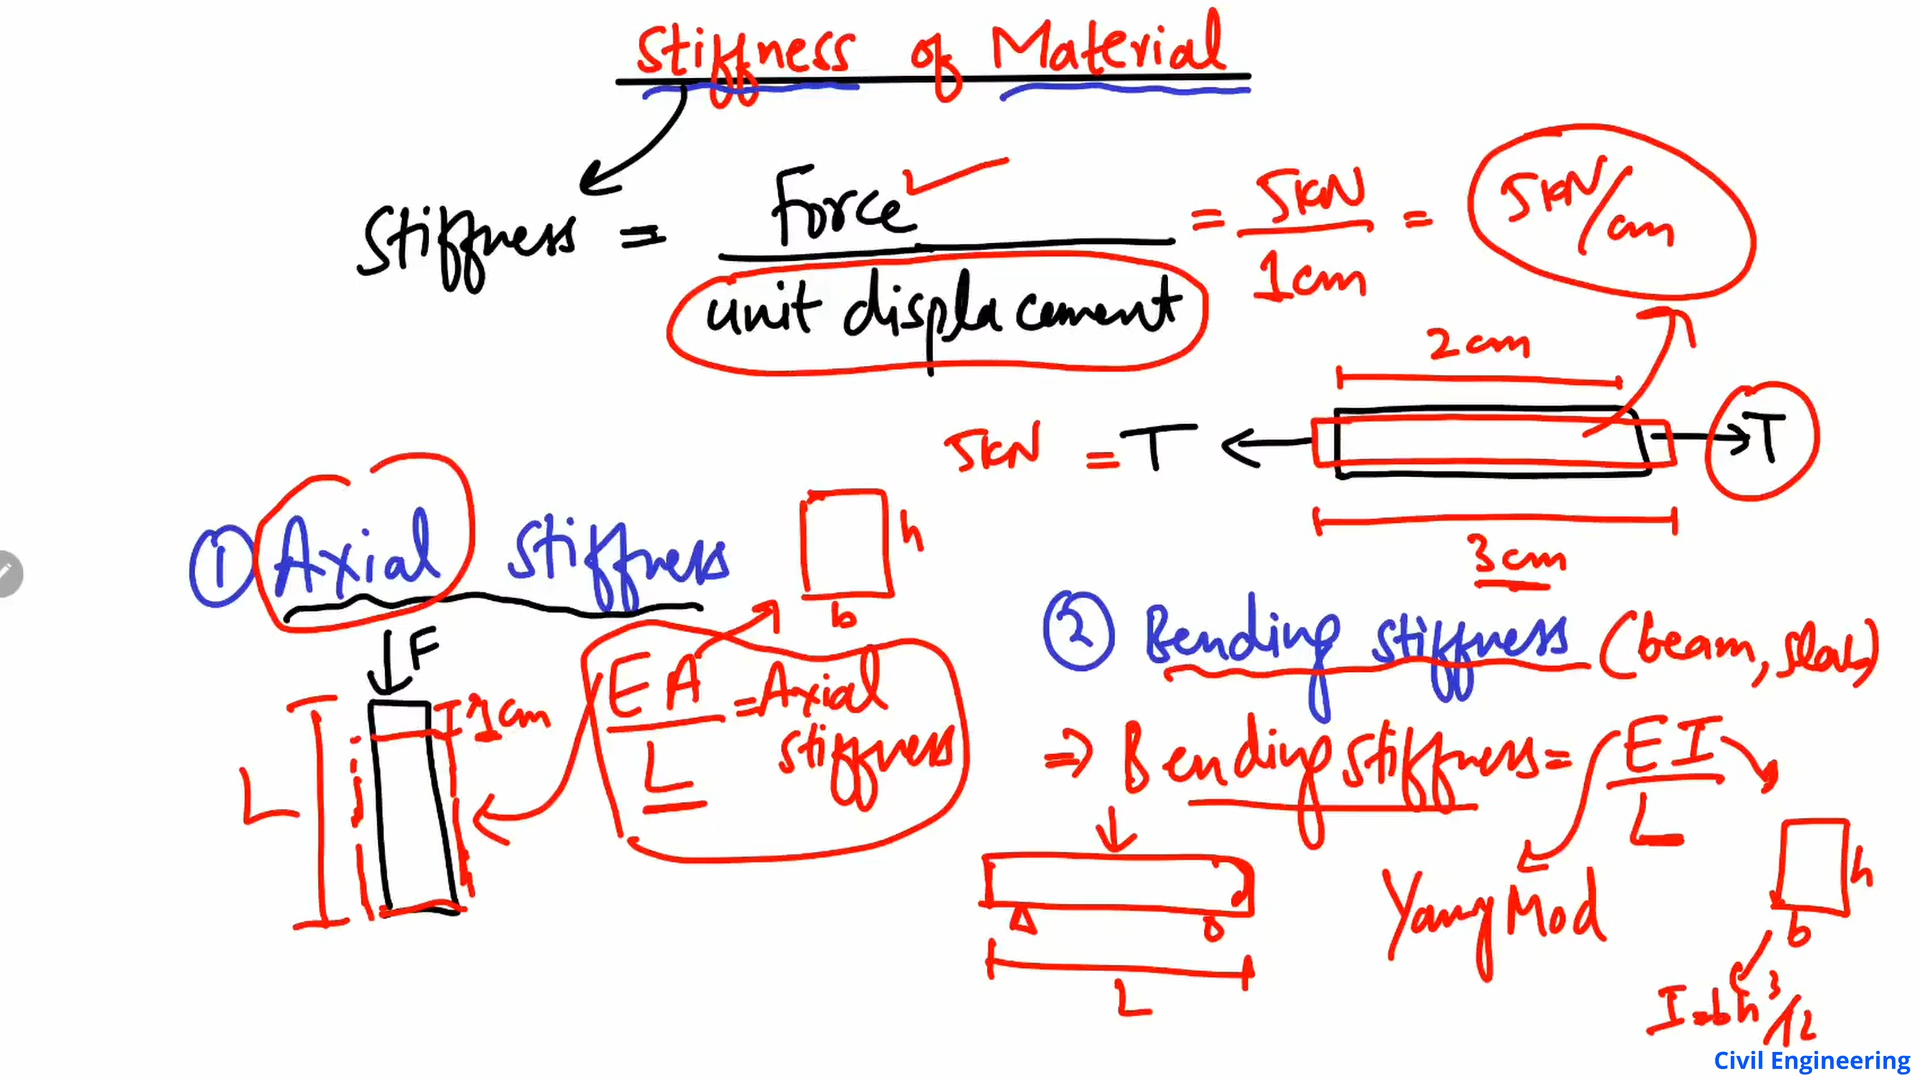 Stiffness of Material
Stiffness = Force / unit displacement = 5kN / 1cm = 5kN/cm
2cm
5kN = T
T
3cm
① Axial stiffness
h
b
F
1cm
L
EA / L = Axial stiffness
② Bending stiffness (beam, slab)
⇒ Bending stiffness = EI / L
L
Yang Mod
h
b
I = bh³/12
Civil Engineering